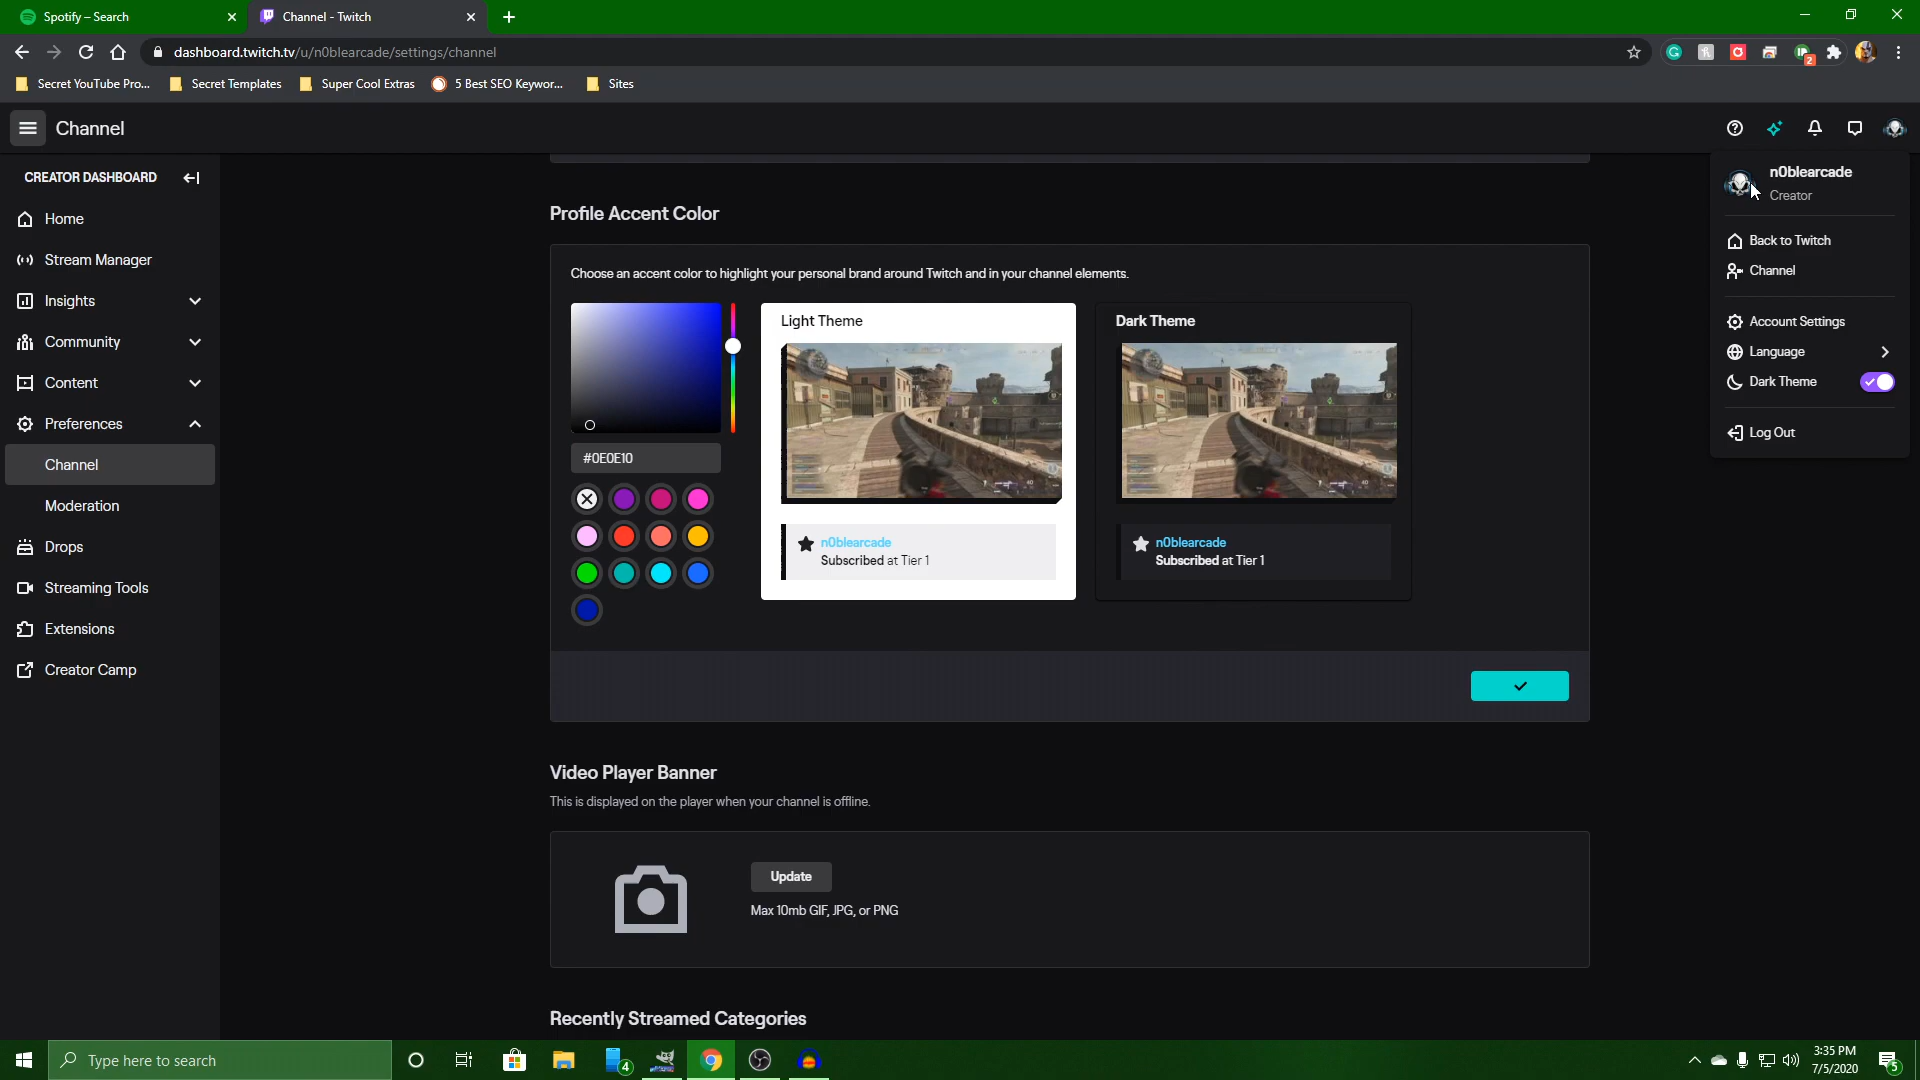 Spotify – Search
Channel - Twitch
dashboard.twitch.tv/u/n0blearcade/settings/channel
2
Secret YouTube Pro...
Secret Templates
Super Cool Extras
5 Best SEO Keywor...
Sites
Channel
CREATOR DASHBOARD
Home
Stream Manager
Insights
Community
Content
Preferences
Channel
Moderation
Drops
Streaming Tools
Extensions
Creator Camp
Profile Accent Color
Choose an accent color to highlight your personal brand around Twitch and in your channel elements.
#0E0E10
Light Theme
n0blearcade
Subscribed at Tier 1
Dark Theme
n0blearcade
Subscribed at Tier 1
Video Player Banner
This is displayed on the player when your channel is offline.
Update
Max 10mb GIF, JPG, or PNG
Recently Streamed Categories
n0blearcade
Creator
Back to Twitch
Channel
Account Settings
Language
Dark Theme
Log Out
Type here to search
4
3:35 PM
7/5/2020
5